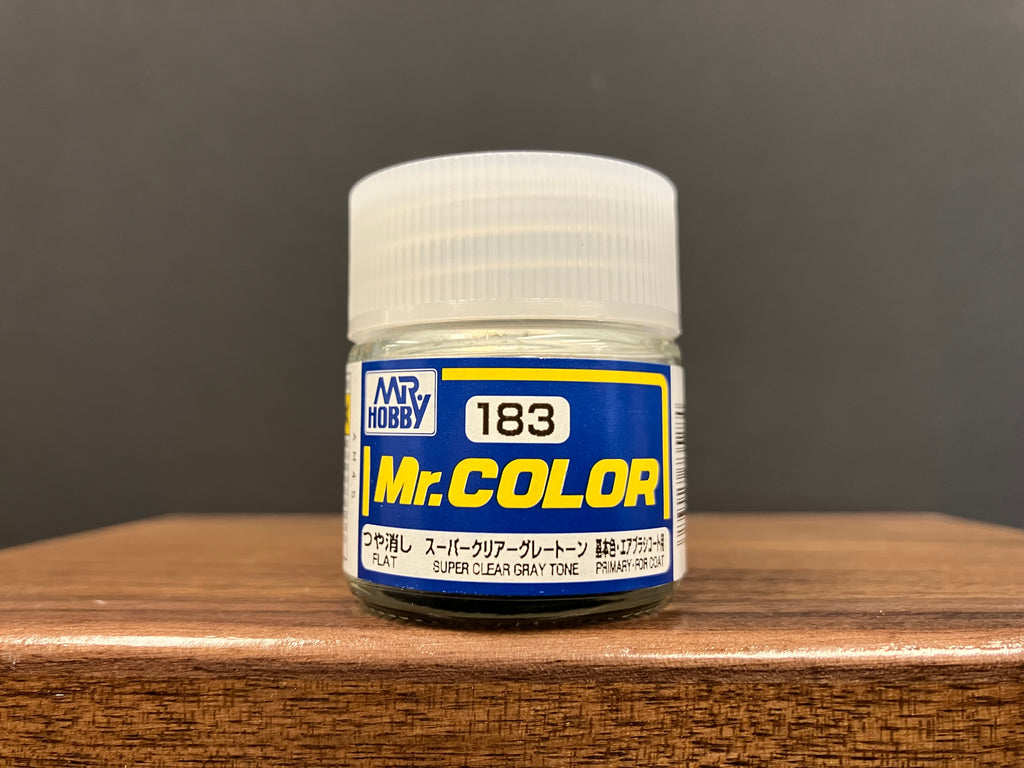 MR.
HOBBY
183
Mr.COLOR
つや消し スーパークリアーグレートーン 基本色・エアブラシコート用
FLAT SUPER CLEAR GRAY TONE PRIMARY・FOR COAT
AM45